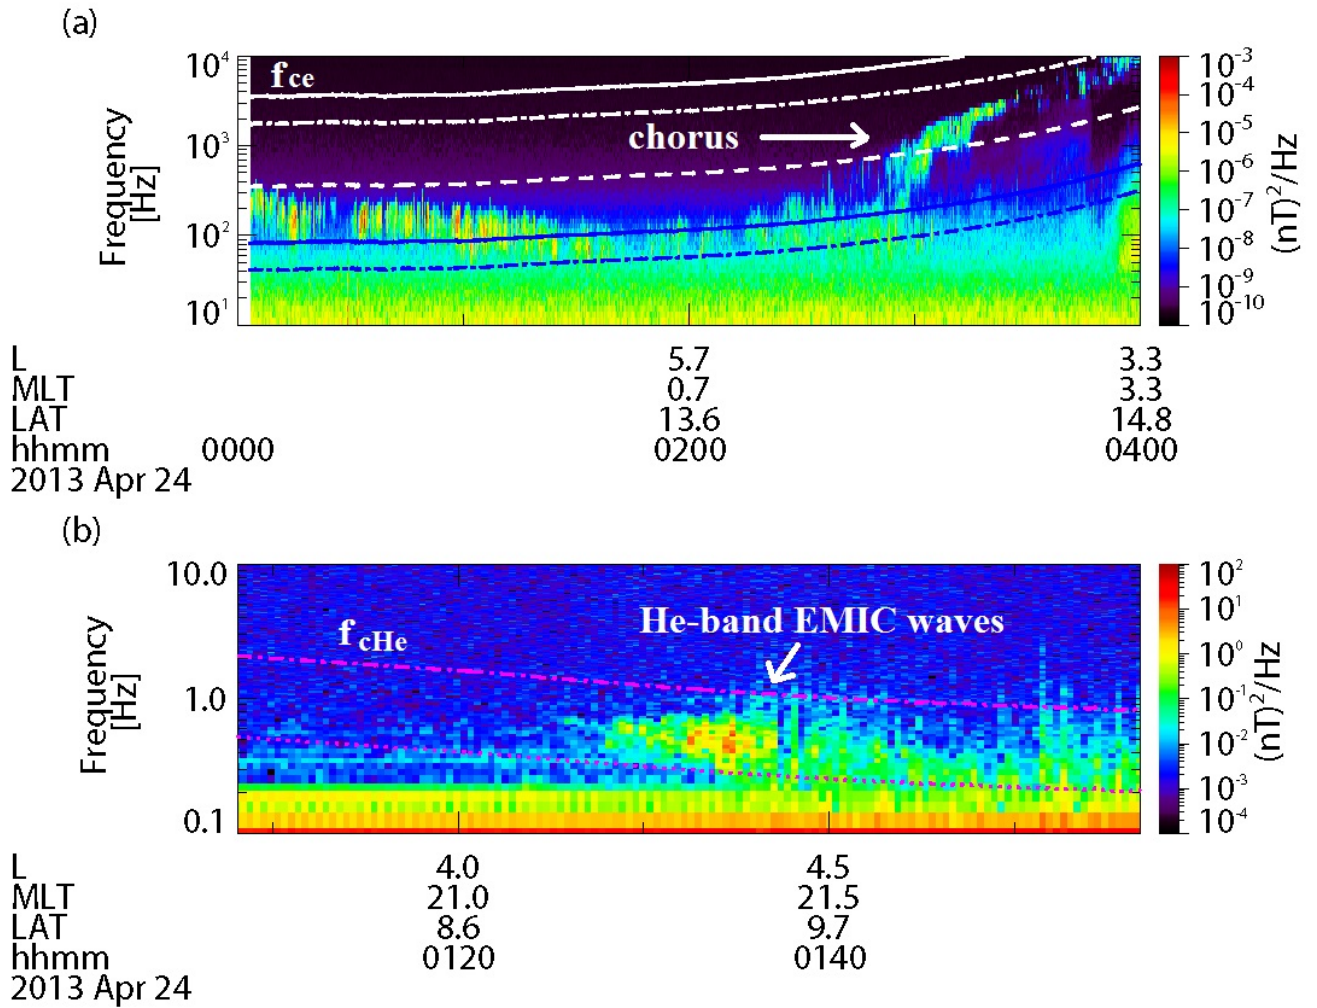 (a)
f ce
chorus
Frequency
[Hz]
10⁴
10³
10²
10¹
10⁻³
10⁻⁴
10⁻⁵
10⁻⁶
10⁻⁷
10⁻⁸
10⁻⁹
10⁻¹⁰
(nT)²/Hz
L 5.7 3.3
MLT 0.7 3.3
LAT 13.6 14.8
hhmm 0000 0200 0400
2013 Apr 24
(b)
f cHe
He-band EMIC waves
Frequency
[Hz]
10.0
1.0
0.1
10²
10¹
10⁰
10⁻¹
10⁻²
10⁻³
10⁻⁴
(nT)²/Hz
L 4.0 4.5
MLT 21.0 21.5
LAT 8.6 9.7
hhmm 0120 0140
2013 Apr 24